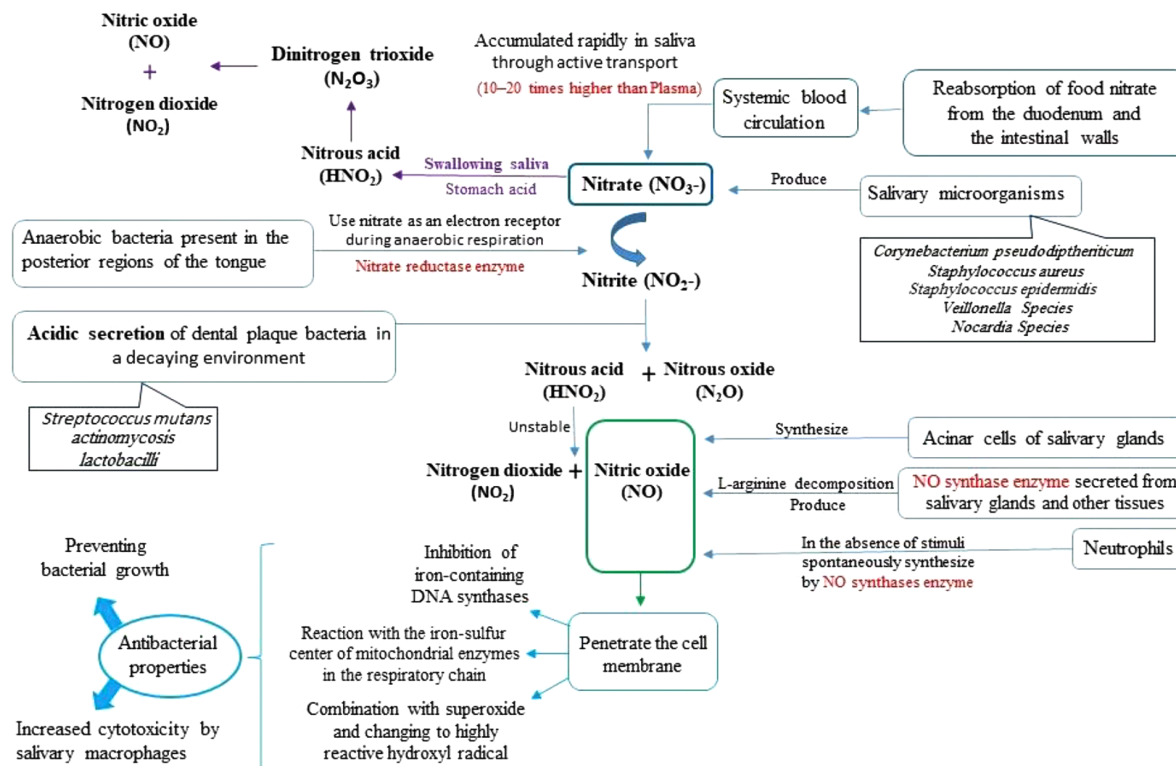 Nitric oxide
(NO)
+
Nitrogen dioxide
(NO₂)
Dinitrogen trioxide
(N₂O₃)
Accumulated rapidly in saliva
through active transport
(10–20 times higher than Plasma)
Systemic blood
circulation
Reabsorption of food nitrate
from the duodenum and
the intestinal walls
Nitrous acid
(HNO₂)
Swallowing saliva
Stomach acid
Nitrate (NO₃-)
Produce
Salivary microorganisms
Corynebacterium pseudodiptheriticum
Staphylococcus aureus
Staphylococcus epidermidis
Veillonella Species
Nocardia Species
Anaerobic bacteria present in the
posterior regions of the tongue
Use nitrate as an electron receptor
during anaerobic respiration
Nitrate reductase enzyme
Nitrite (NO₂-)
Acidic secretion of dental plaque bacteria in
a decaying environment
Streptococcus mutans
actinomycosis
lactobacilli
Nitrous acid
(HNO₂)
+
Nitrous oxide
(N₂O)
Unstable
Nitrogen dioxide
(NO₂)
+
Nitric oxide
(NO)
Synthesize
Acinar cells of salivary glands
L-arginine decomposition
Produce
NO synthase enzyme secreted from
salivary glands and other tissues
In the absence of stimuli
spontaneously synthesize
by NO synthases enzyme
Neutrophils
Penetrate the cell
membrane
Inhibition of
iron-containing
DNA synthases
Reaction with the iron-sulfur
center of mitochondrial enzymes
in the respiratory chain
Combination with superoxide
and changing to highly
reactive hydroxyl radical
Preventing
bacterial growth
Antibacterial
properties
Increased cytotoxicity by
salivary macrophages